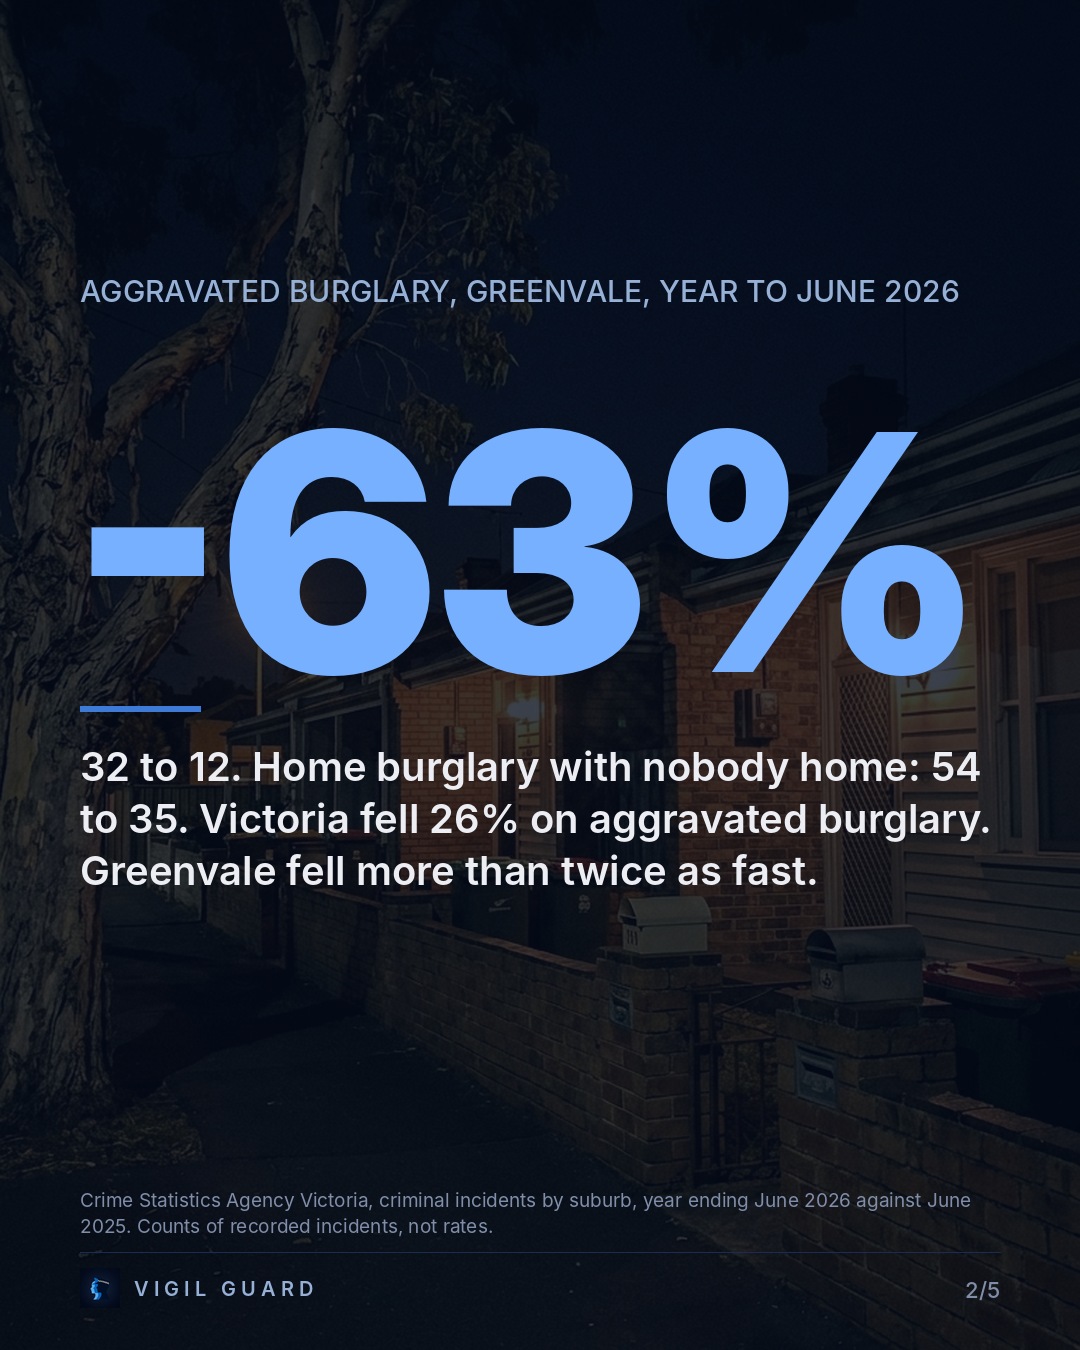 AGGRAVATED BURGLARY, GREENVALE, YEAR TO JUNE 2026
-63%
32 to 12. Home burglary with nobody home: 54
to 35. Victoria fell 26% on aggravated burglary.
Greenvale fell more than twice as fast.
Crime Statistics Agency Victoria, criminal incidents by suburb, year ending June 2026 against June
2025. Counts of recorded incidents, not rates.
VIGIL GUARD
2/5